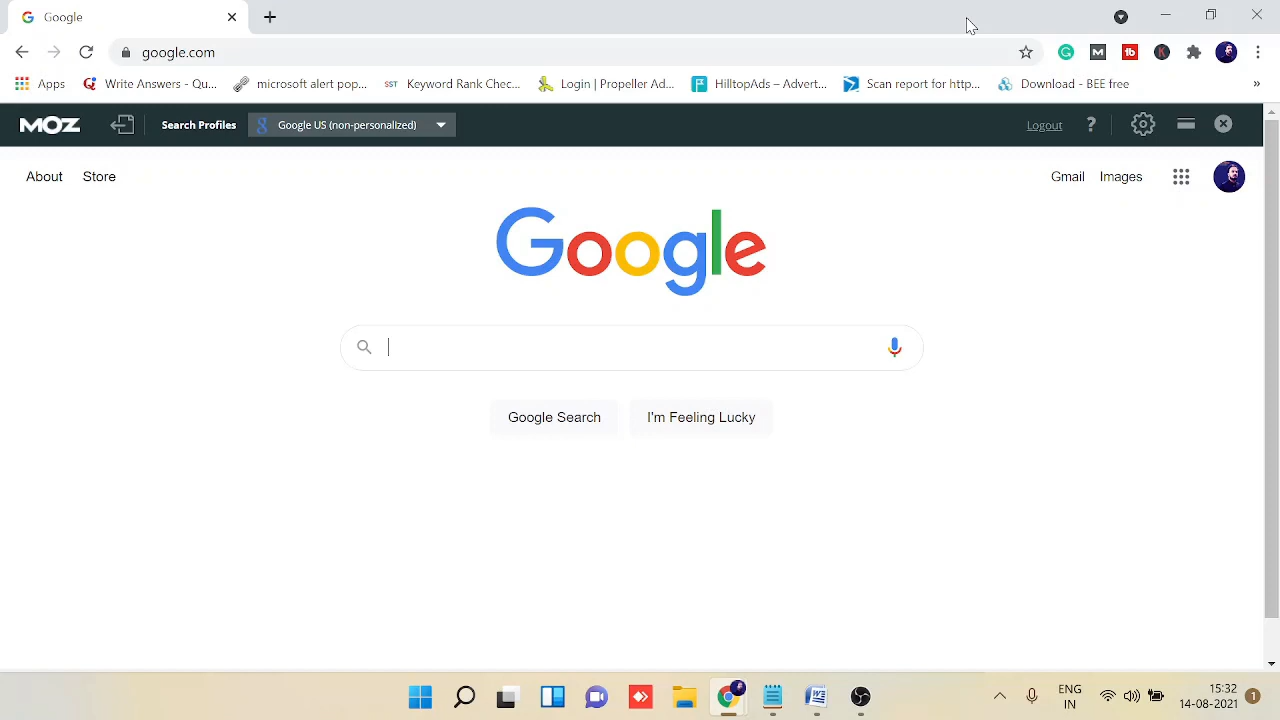 Google
google.com
Apps Write Answers - Qu... microsoft alert pop... SST Keyword Rank Chec... Login | Propeller Ad... HilltopAds – Advert... Scan report for http... Download - BEE free »
MOZ Search Profiles Google US (non-personalized) Logout ?
About Store Gmail Images
Google
Google Search I'm Feeling Lucky
ENG 15:32
IN 14-08-2021 1